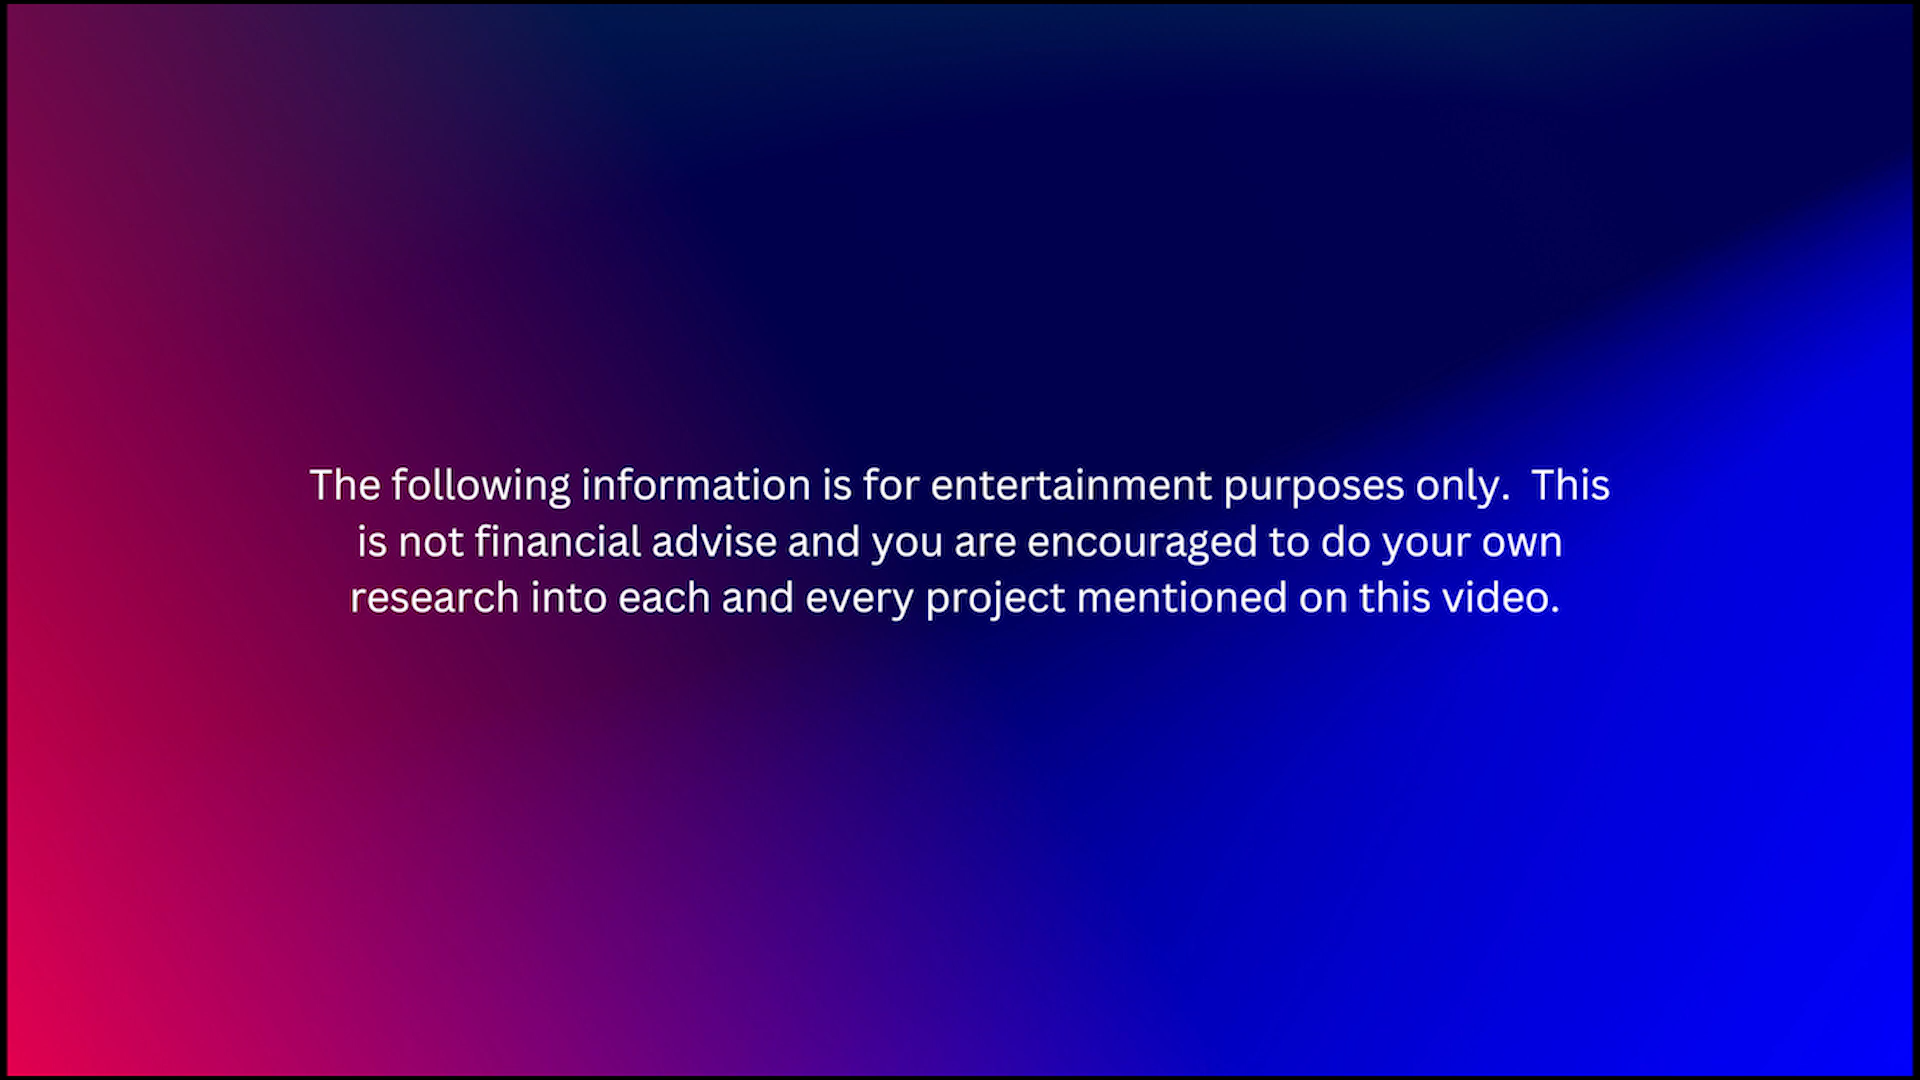 The following information is for entertainment purposes only.  This
is not financial advise and you are encouraged to do your own
research into each and every project mentioned on this video.